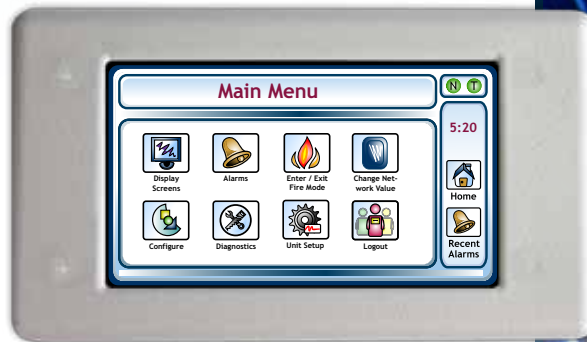 Main Menu
N T
5:20
Display
Screens
Alarms
Enter / Exit
Fire Mode
Change Net-
work Value
W
Home
Configure
Diagnostics
Unit Setup
Logout
Recent
Alarms